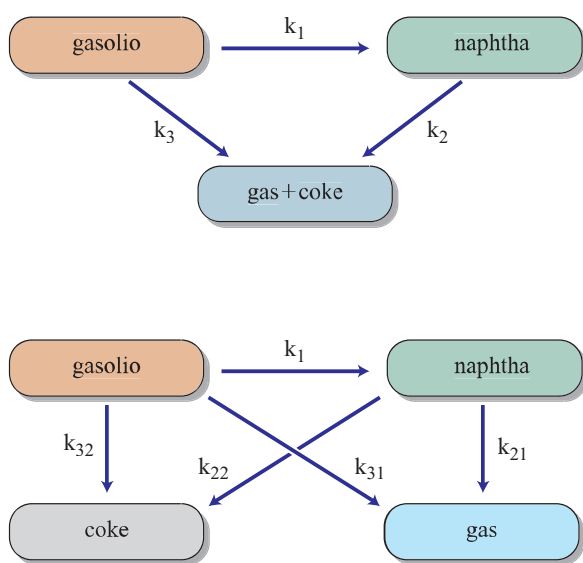 gasolio k₁ naphtha
k₃ k₂
gas+coke
gasolio k₁ naphtha
k₃₂ k₂₂ k₃₁ k₂₁
coke gas